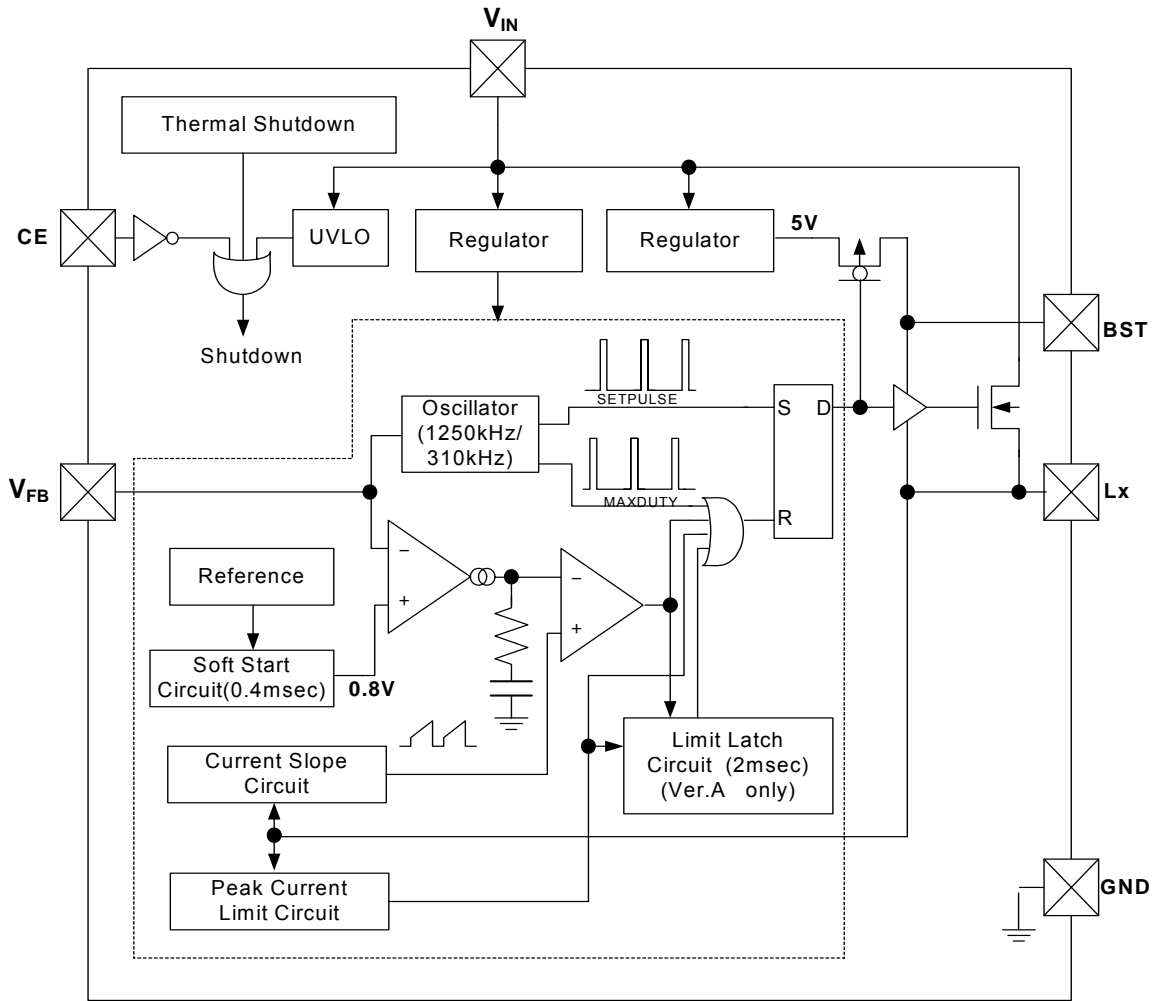 VIN
Thermal Shutdown
CE
UVLO
Regulator
Regulator
5V
BST
Shutdown
SETPULSE
Oscillator
(1250kHz/
310kHz)
S D
VFB
MAXDUTY
R
Lx
−
+
Reference
−
+
Soft Start
Circuit(0.4msec)
0.8V
Limit Latch
Circuit (2msec)
(Ver.A only)
Current Slope
Circuit
Peak Current
Limit Circuit
GND